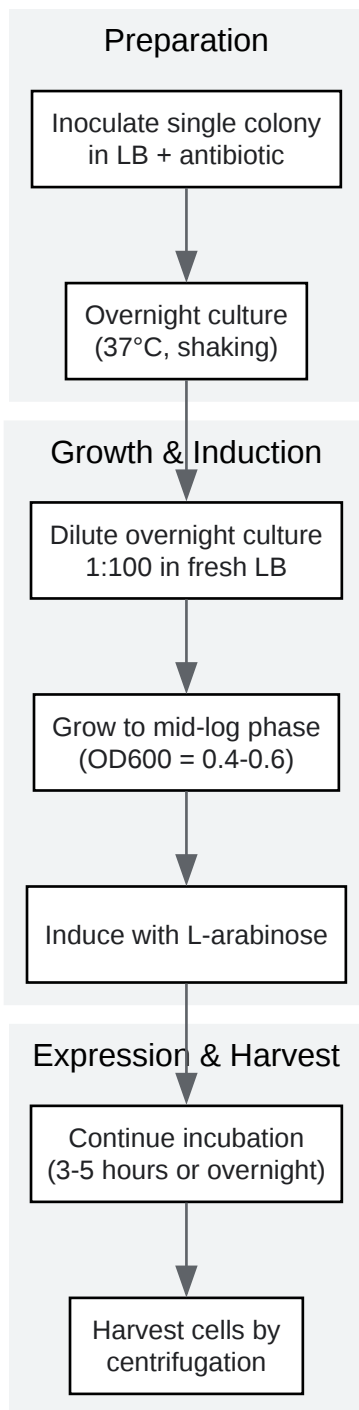 Preparation
Inoculate single colony
in LB + antibiotic
Overnight culture
(37°C, shaking)
Growth & Induction
Dilute overnight culture
1:100 in fresh LB
Grow to mid-log phase
(OD600 = 0.4-0.6)
Induce with L-arabinose
Expression & Harvest
Continue incubation
(3-5 hours or overnight)
Harvest cells by
centrifugation